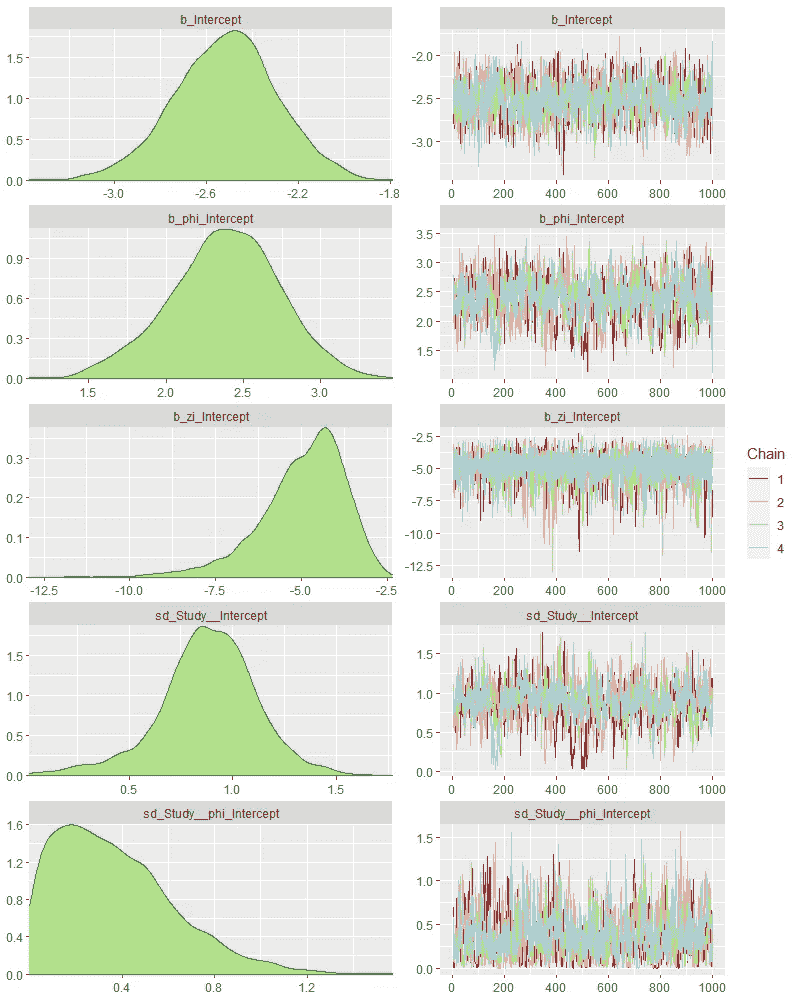 b_Intercept
1.5
1.0
0.5
0.0
-3.0 -2.6 -2.2 -1.8
b_Intercept
-2.0
-2.5
-3.0
0 200 400 600 800 1000
b_phi_Intercept
0.9
0.6
0.3
0.0
1.5 2.0 2.5 3.0
b_phi_Intercept
3.5
3.0
2.5
2.0
1.5
0 200 400 600 800 1000
b_zi_Intercept
0.3
0.2
0.1
0.0
-12.5 -10.0 -7.5 -5.0 -2.5
b_zi_Intercept
-2.5
-5.0
-7.5
-10.0
-12.5
0 200 400 600 800 1000
sd_Study__Intercept
1.5
1.0
0.5
0.0
0.5 1.0 1.5
sd_Study__Intercept
1.5
1.0
0.5
0.0
0 200 400 600 800 1000
sd_Study__phi_Intercept
1.6
1.2
0.8
0.4
0.0
0.4 0.8 1.2
sd_Study__phi_Intercept
1.5
1.0
0.5
0.0
0 200 400 600 800 1000
Chain
1
2
3
4